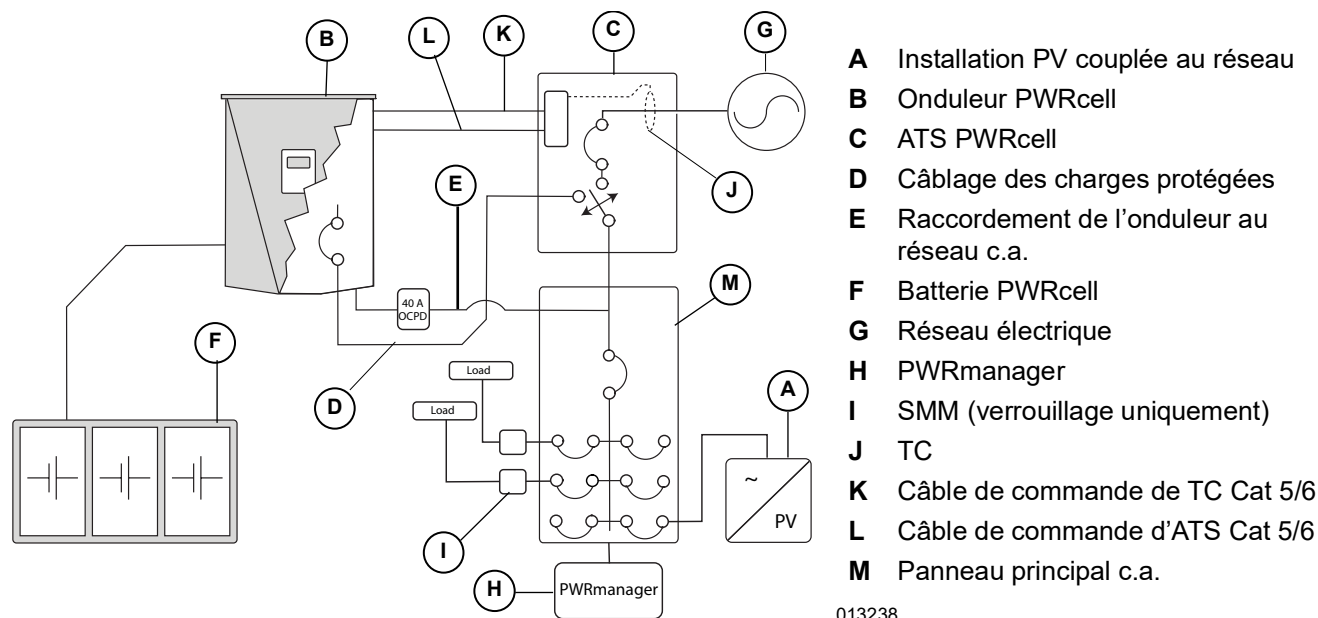 B
L
K
C
G
E
J
40 A
OCPD
M
F
D
Load
Load
A
~
PV
I
H
PWRmanager
A Installation PV couplée au réseau
B Onduleur PWRcell
C ATS PWRcell
D Câblage des charges protégées
E Raccordement de l’onduleur au
réseau c.a.
F Batterie PWRcell
G Réseau électrique
H PWRmanager
I SMM (verrouillage uniquement)
J TC
K Câble de commande de TC Cat 5/6
L Câble de commande d’ATS Cat 5/6
M Panneau principal c.a.
013238